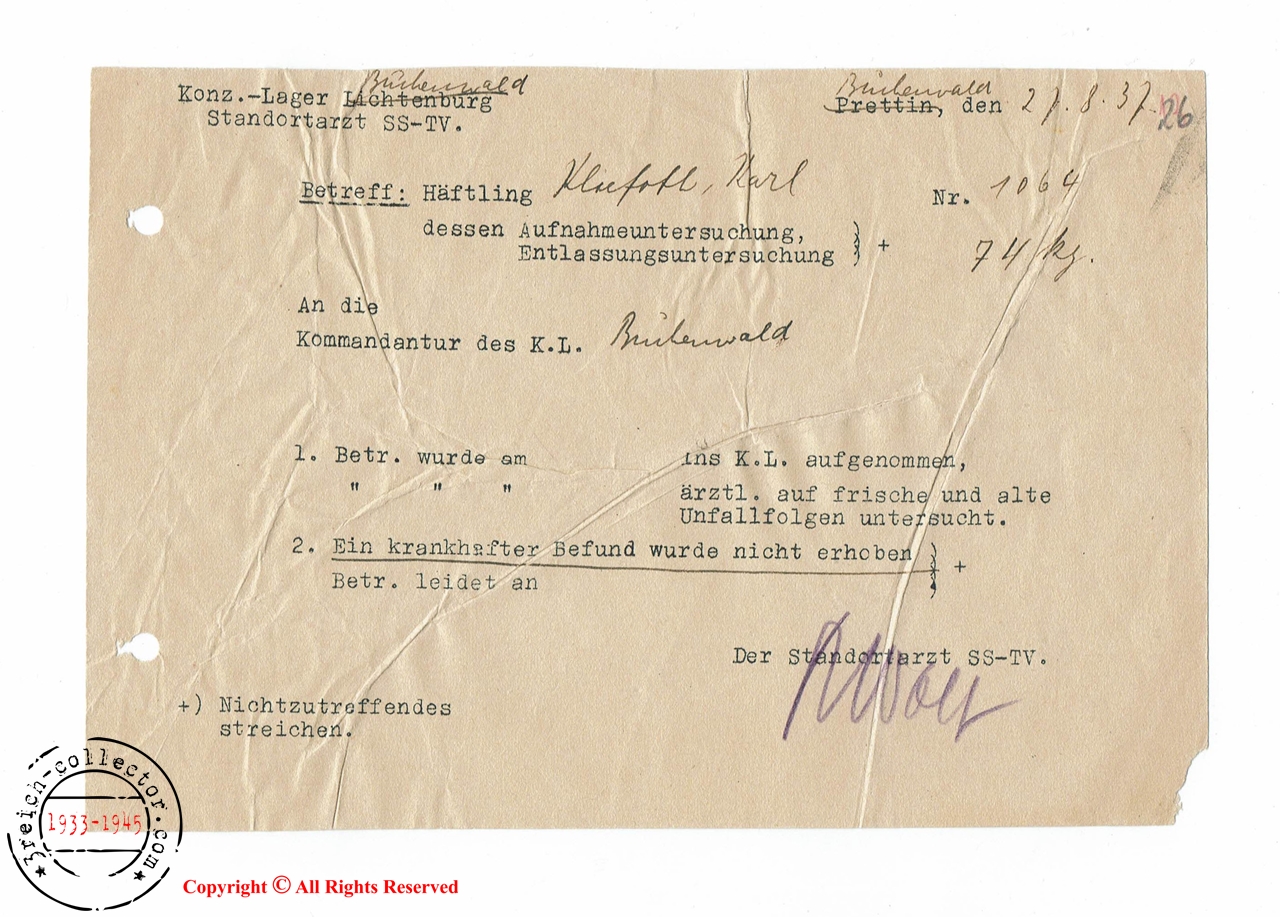 Buchenwald
Konz.-Lager Lichtenburg
Standortarzt SS-TV.
Buchenwald
Prettin, den 27.8.37.
26
Betreff: Häftling Karl Nr. 1064
dessen Aufnahmeuntersuchung,
Entlassungsuntersuchung } + 74 kg.
An die
Kommandantur des K.L. Buchenwald
1. Betr. wurde am ins K.L. aufgenommen,
" " " ärztl. auf frische und alte
Unfallfolgen untersucht.
2. Ein krankhafter Befund wurde nicht erhoben } +
Betr. leidet an
Der Standortarzt SS-TV.
+) Nichtzutreffendes
streichen.
3reich-collector.com
1933-1945
Copyright © All Rights Reserved